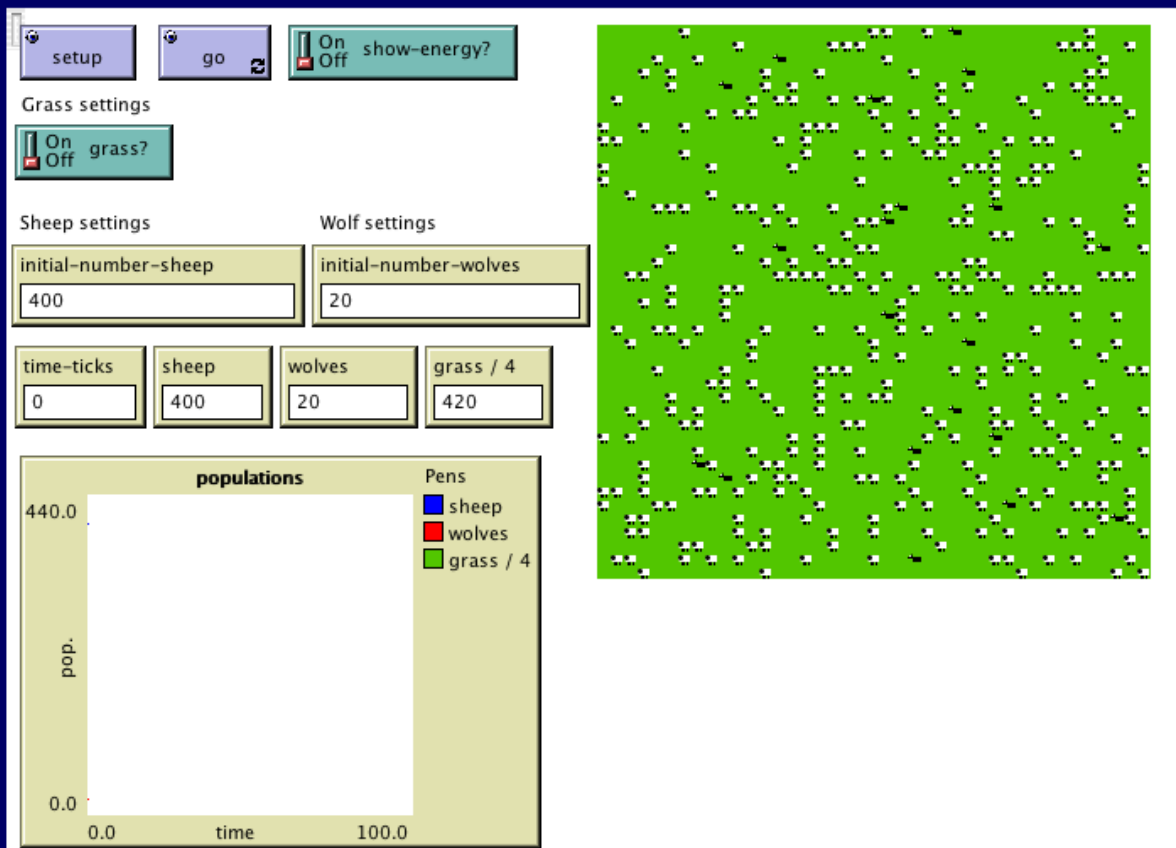 setup
go
On
Off
show-energy?
Grass settings
On
Off
grass?
Sheep settings
Wolf settings
initial-number-sheep
400
initial-number-wolves
20
time-ticks
0
sheep
400
wolves
20
grass / 4
420
populations
Pens
sheep
wolves
grass / 4
440.0
pop.
0.0
0.0
time
100.0